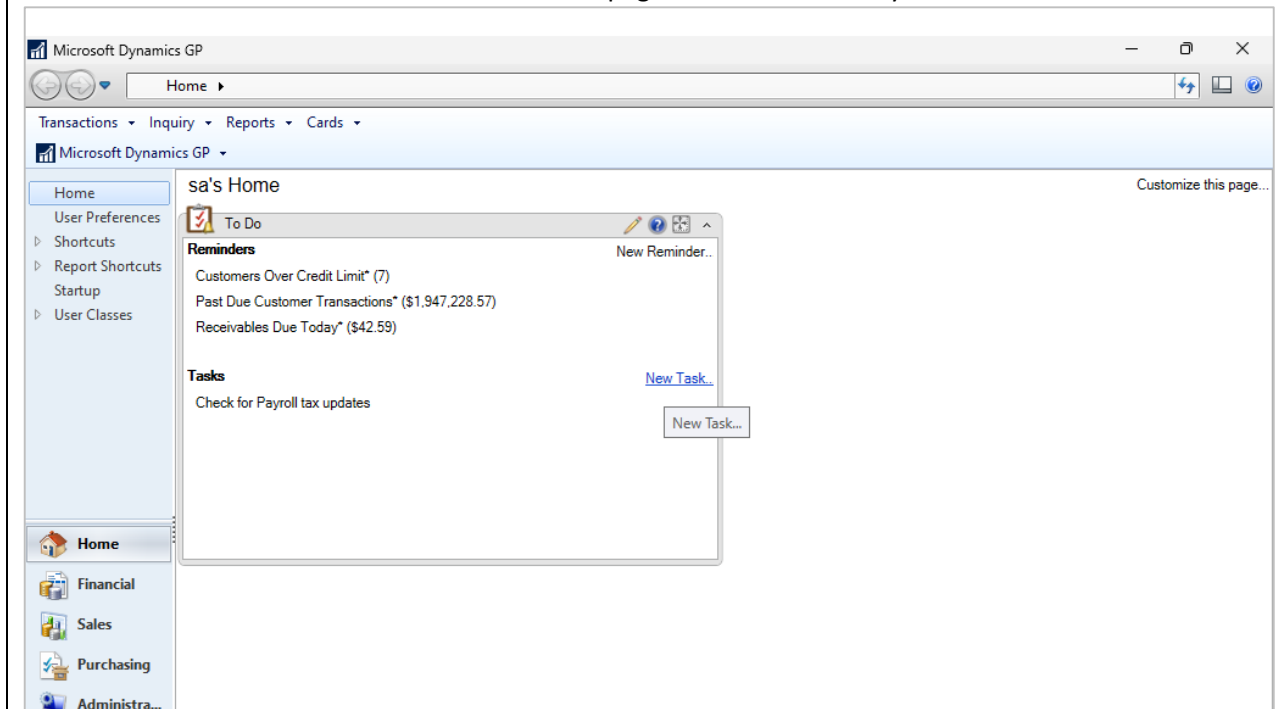 Microsoft Dynamics GP
Home
Transactions Inquiry Reports Cards
Microsoft Dynamics GP
Home
User Preferences
Shortcuts
Report Shortcuts
Startup
User Classes
sa's Home
Customize this page...
To Do
Reminders
New Reminder..
Customers Over Credit Limit* (7)
Past Due Customer Transactions* ($1,947,228.57)
Receivables Due Today* ($42.59)
Tasks
New Task..
Check for Payroll tax updates
New Task...
Home
Financial
Sales
Purchasing
Administra...